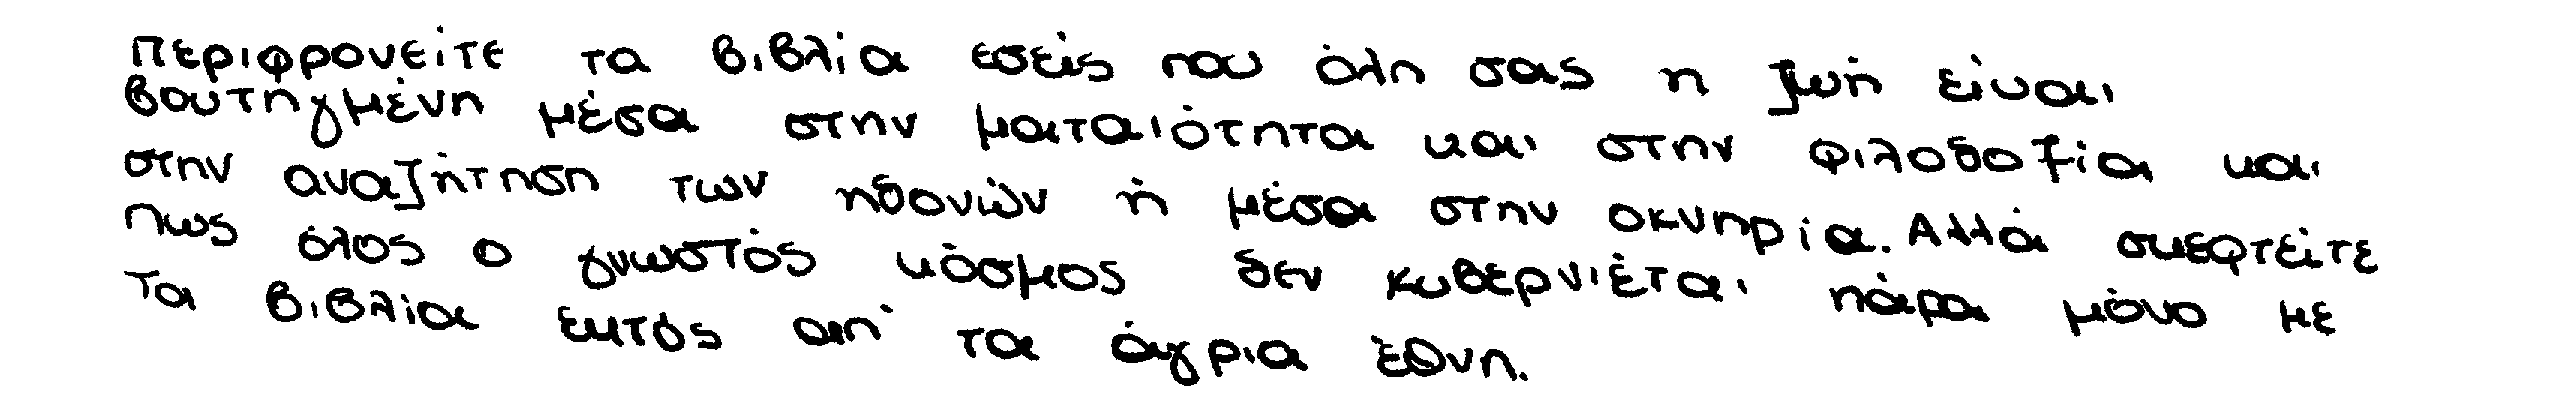 Περιφρονείτε τα βιβλία εσείς που όλη σας η ζωή είναι
βουτηγμένη μέσα στην ματαιότητα και στην φιλοδοξία και
στην αναζήτηση των ηδονών ή μέσα στην οκνηρία. Αλλά σκεφτείτε
πως όλος ο γνωστός κόσμος δεν κυβερνιέται πάρα μόνο με
τα βιβλία εκτός απ' τα άγρια έθνη.